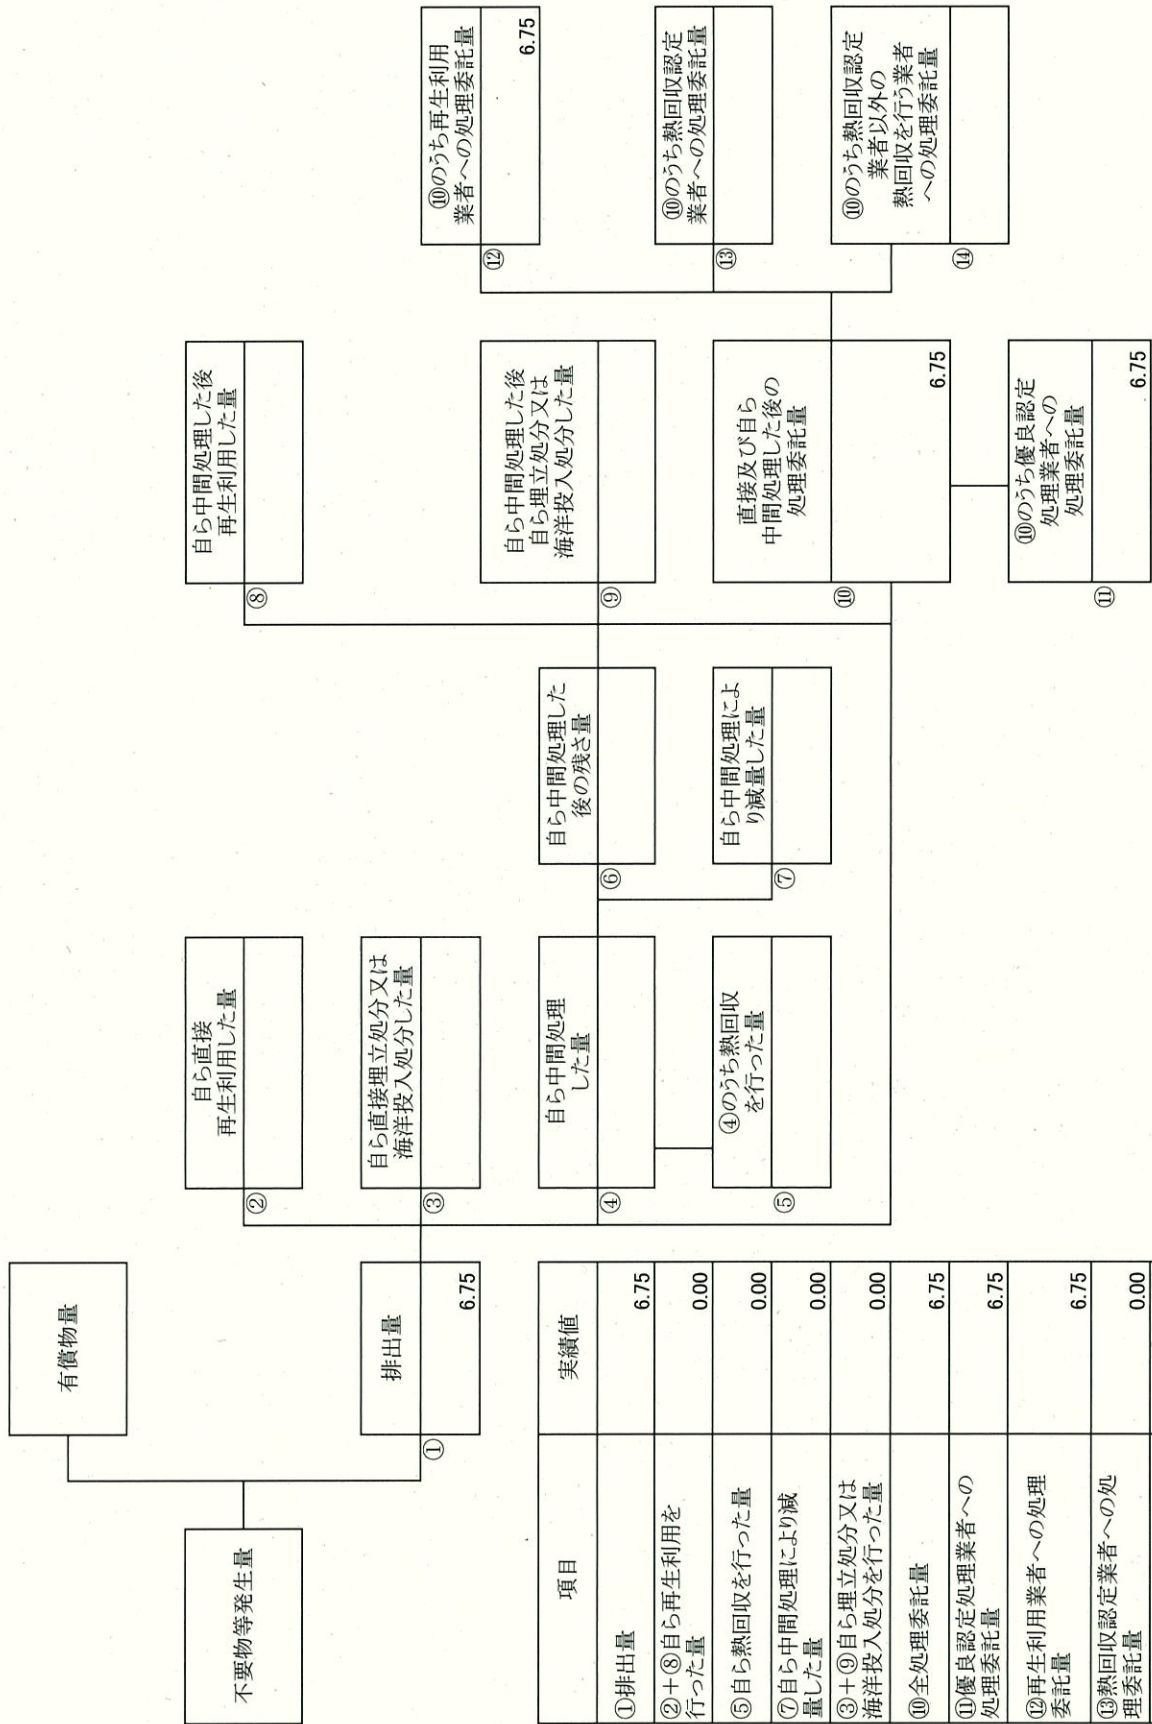 不要物等発生量
有償物量
排出量
①
6.75
自ら直接
再生利用した量
②
自ら直接埋立処分又は
海洋投入処分した量
③
自ら中間処理
した量
④
④のうち熱回収
を行った量
⑤
自ら中間処理した
後の残さ量
⑥
自ら中間処理によ
り減量した量
⑦
自ら中間処理した後
再生利用した量
⑧
自ら中間処理した後
自ら埋立処分又は
海洋投入処分した量
⑨
直接及び自ら
中間処理した後の
処理委託量
⑩
6.75
⑩のうち優良認定
処理業者への
処理委託量
⑪
6.75
⑩のうち再生利用
業者への処理委託量
⑫
6.75
⑩のうち熱回収認定
業者への処理委託量
⑬
⑩のうち熱回収認定
業者以外の
熱回収を行う業者
への処理委託量
⑭
項目
実績値
①排出量
6.75
②+⑧自ら再生利用を
行った量
0.00
⑤自ら熱回収を行った量
0.00
⑦自ら中間処理により減
量した量
0.00
③+⑨自ら埋立処分又は
海洋投入処分を行った量
0.00
⑩全処理委託量
6.75
⑪優良認定処理業者への
処理委託量
6.75
⑫再生利用業者への処理
委託量
6.75
⑬熱回収認定業者への処
理委託量
0.00